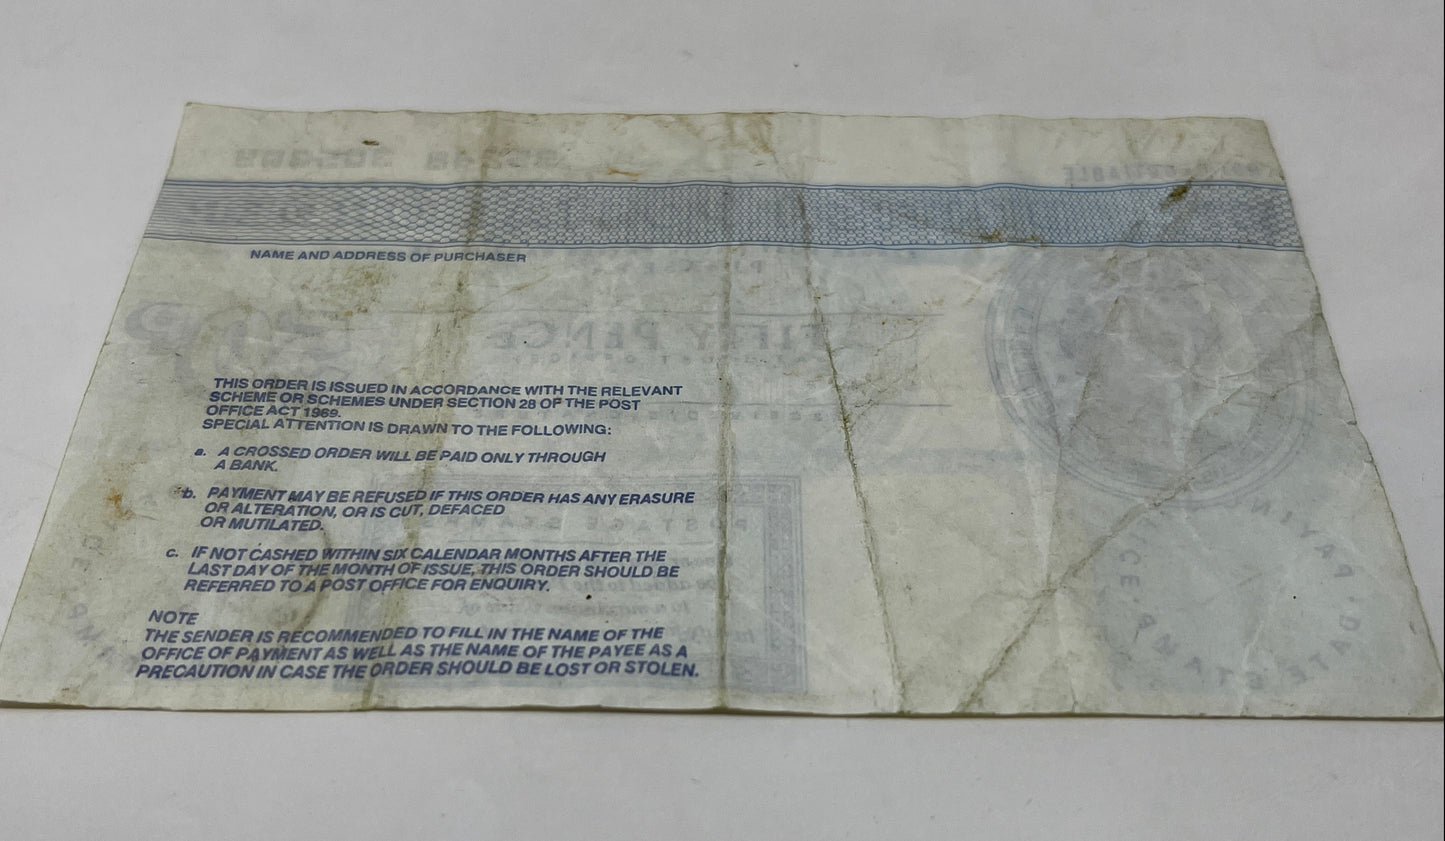 NAME AND ADDRESS OF PURCHASER
FIFTY PENCE
THIS ORDER IS ISSUED IN ACCORDANCE WITH THE RELEVANT
SCHEME OR SCHEMES UNDER SECTION 28 OF THE POST
OFFICE ACT 1969.
SPECIAL ATTENTION IS DRAWN TO THE FOLLOWING:
a. A CROSSED ORDER WILL BE PAID ONLY THROUGH
A BANK.
b. PAYMENT MAY BE REFUSED IF THIS ORDER HAS ANY ERASURE
OR ALTERATION, OR IS CUT, DEFACED
OR MUTILATED.
POSTAGE STAMPS
c. IF NOT CASHED WITHIN SIX CALENDAR MONTHS AFTER THE
LAST DAY OF THE MONTH OF ISSUE, THIS ORDER SHOULD BE
REFERRED TO A POST OFFICE FOR ENQUIRY.
NOTE
THE SENDER IS RECOMMENDED TO FILL IN THE NAME OF THE
OFFICE OF PAYMENT AS WELL AS THE NAME OF THE PAYEE AS A
PRECAUTION IN CASE THE ORDER SHOULD BE LOST OR STOLEN.